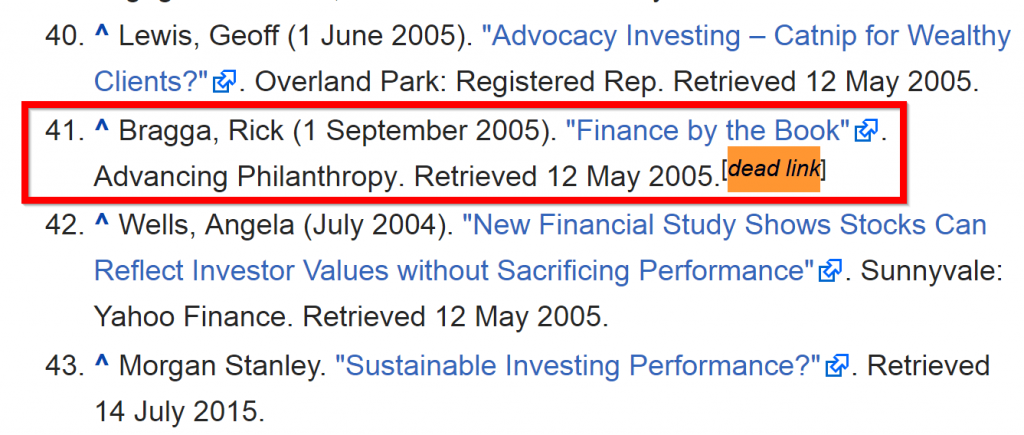 40. ^ Lewis, Geoff (1 June 2005). "Advocacy Investing – Catnip for Wealthy
Clients?". Overland Park: Registered Rep. Retrieved 12 May 2005.
41. ^ Bragga, Rick (1 September 2005). "Finance by the Book".
Advancing Philanthropy. Retrieved 12 May 2005.[dead link]
42. ^ Wells, Angela (July 2004). "New Financial Study Shows Stocks Can
Reflect Investor Values without Sacrificing Performance". Sunnyvale:
Yahoo Finance. Retrieved 12 May 2005.
43. ^ Morgan Stanley. "Sustainable Investing Performance?". Retrieved
14 July 2015.